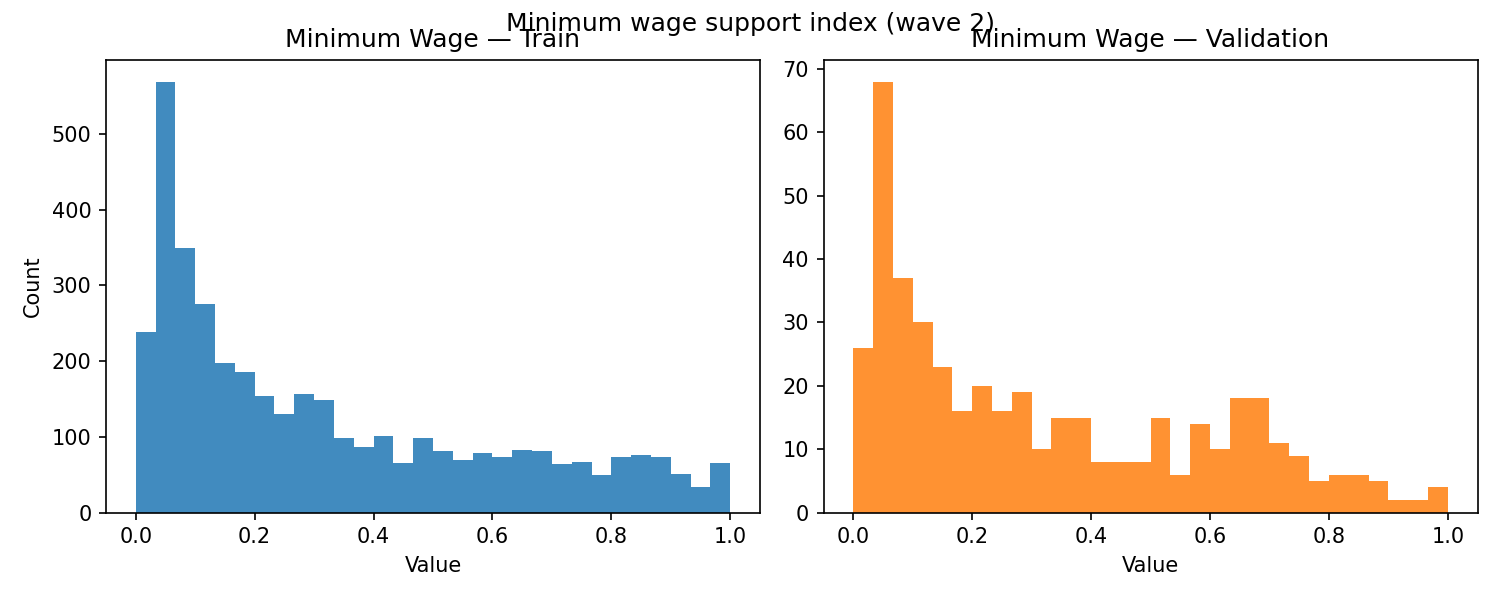 Minimum wage support index (wave 2)
Minimum Wage — Train
Minimum Wage — Validation
Count
500
400
300
200
100
0
0.0 0.2 0.4 0.6 0.8 1.0
Value
70
60
50
40
30
20
10
0
0.0 0.2 0.4 0.6 0.8 1.0
Value